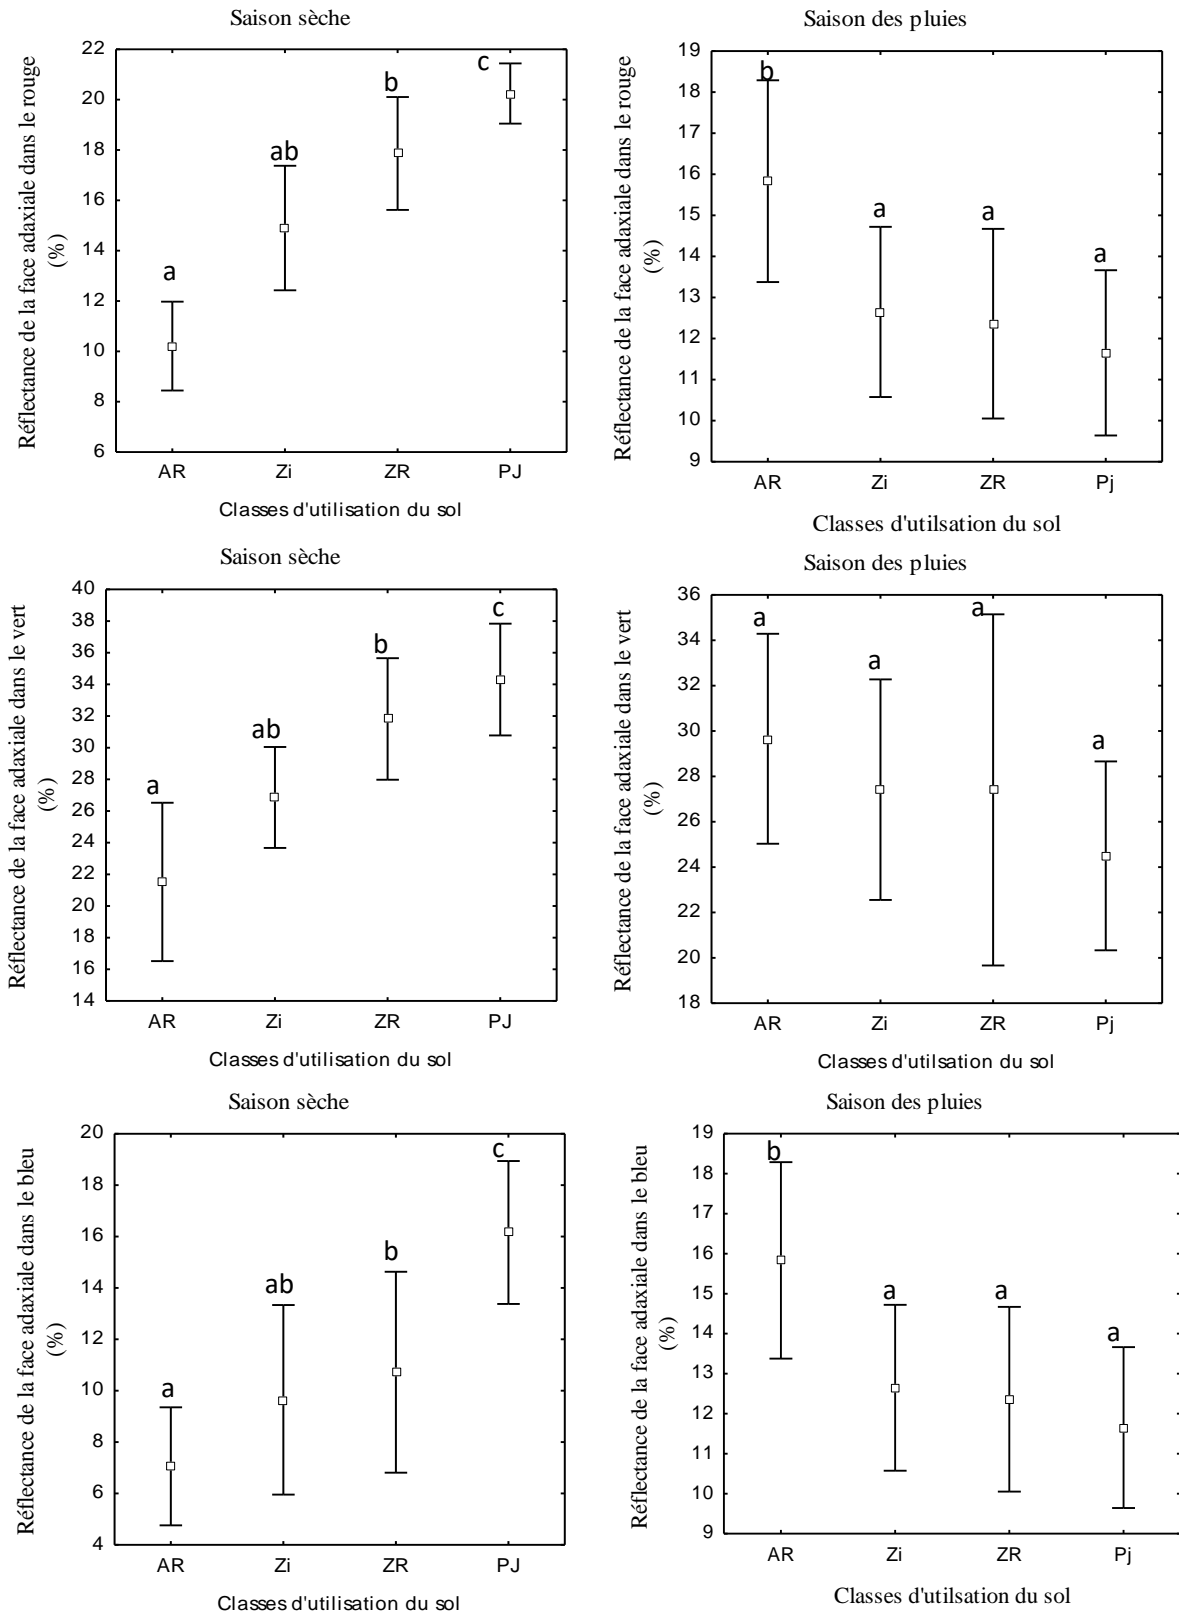 Saison sèche
Réflectance de la face adaxiale dans le rouge
(%)
22
20
18
16
14
12
10
8
6
a
ab
b
c
AR Zi ZR PJ
Classes d'utilisation du sol
Saison des pluies
Réflectance de la face adaxiale dans le rouge
(%)
19
18
17
16
15
14
13
12
11
10
9
b
a
a
a
AR Zi ZR Pj
Classes d'utilsation du sol
Saison sèche
Réflectance de la face adaxiale dans le vert
(%)
40
38
36
34
32
30
28
26
24
22
20
18
16
14
a
ab
b
c
AR Zi ZR PJ
Classes d'utilisation du sol
Saison des pluies
Réflectance de la face adaxiale dans le vert
(%)
36
34
32
30
28
26
24
22
20
18
a
a
a
a
AR Zi ZR Pj
Classes d'utilsation du sol
Saison sèche
Réflectance de la face adaxiale dans le bleu
(%)
20
18
16
14
12
10
8
6
4
a
ab
b
c
AR Zi ZR PJ
Classes d'utilisation du sol
Saison des pluies
Réflectance de la face adaxiale dans le bleu
(%)
19
18
17
16
15
14
13
12
11
10
9
b
a
a
a
AR Zi ZR Pj
Classes d'utilsation du sol